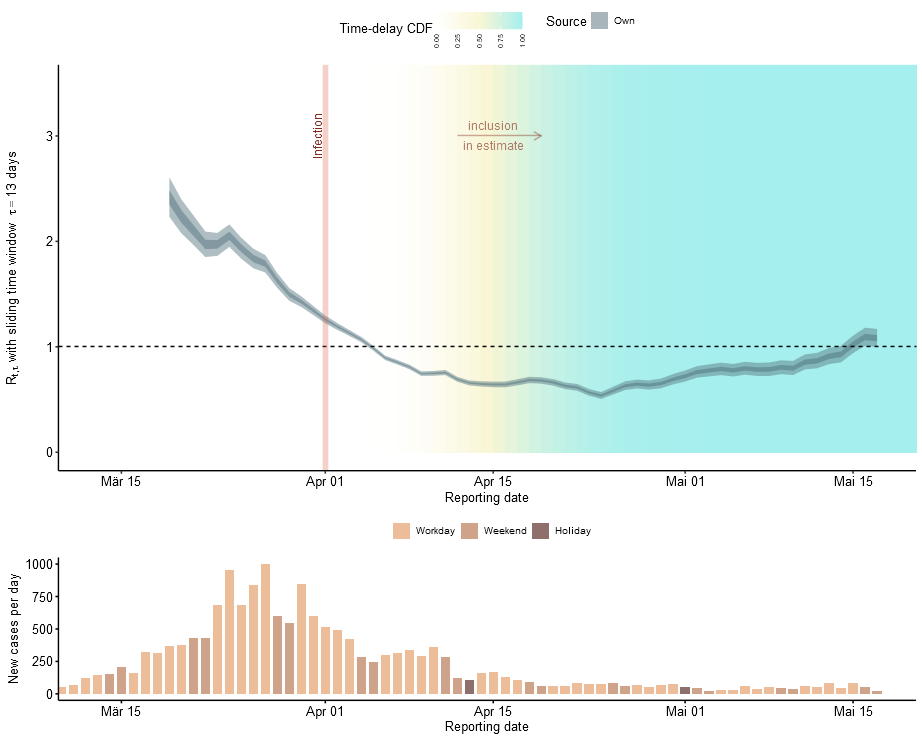 Time-delay CDF
0.00 0.25 0.50 0.75 1.00
Source Own
R t,τ with sliding time window τ = 13 days
3
2
1
0
Infection
inclusion
in estimate
Mär 15 Apr 01 Apr 15 Mai 01 Mai 15
Reporting date
Workday Weekend Holiday
New cases per day
1000
750
500
250
0
Mär 15 Apr 01 Apr 15 Mai 01 Mai 15
Reporting date